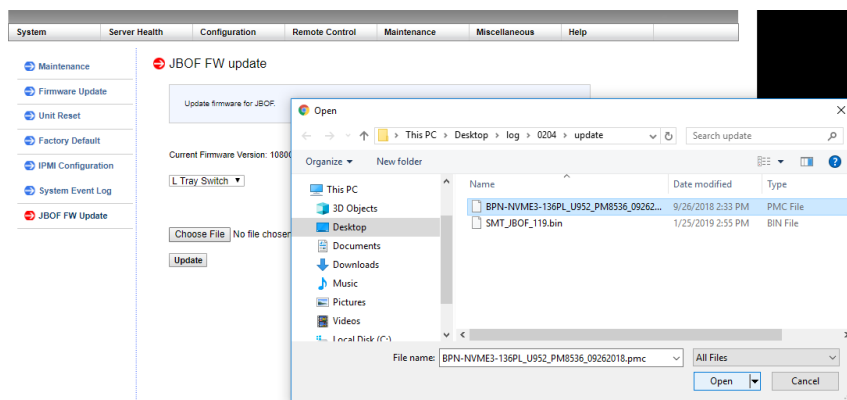 System Server Health Configuration Remote Control Maintenance Miscellaneous Help
Maintenance
Firmware Update
Unit Reset
Factory Default
IPMI Configuration
System Event Log
JBOF FW Update
JBOF FW update
Update firmware for JBOF.
Current Firmware Version: 1080
L Tray Switch
Choose File No file chosen
Update
Open
This PC > Desktop > log > 0204 > update
Search update
Organize New folder
This PC
3D Objects
Desktop
Documents
Downloads
Music
Pictures
Videos
Local Disk (C:)
Name Date modified Type
BPN-NVME3-136PL_U952_PM8536_09262... 9/26/2018 2:33 PM PMC File
SMT_JBOF_119.bin 1/25/2019 2:55 PM BIN File
File name: BPN-NVME3-136PL_U952_PM8536_09262018.pmc All Files
Open Cancel